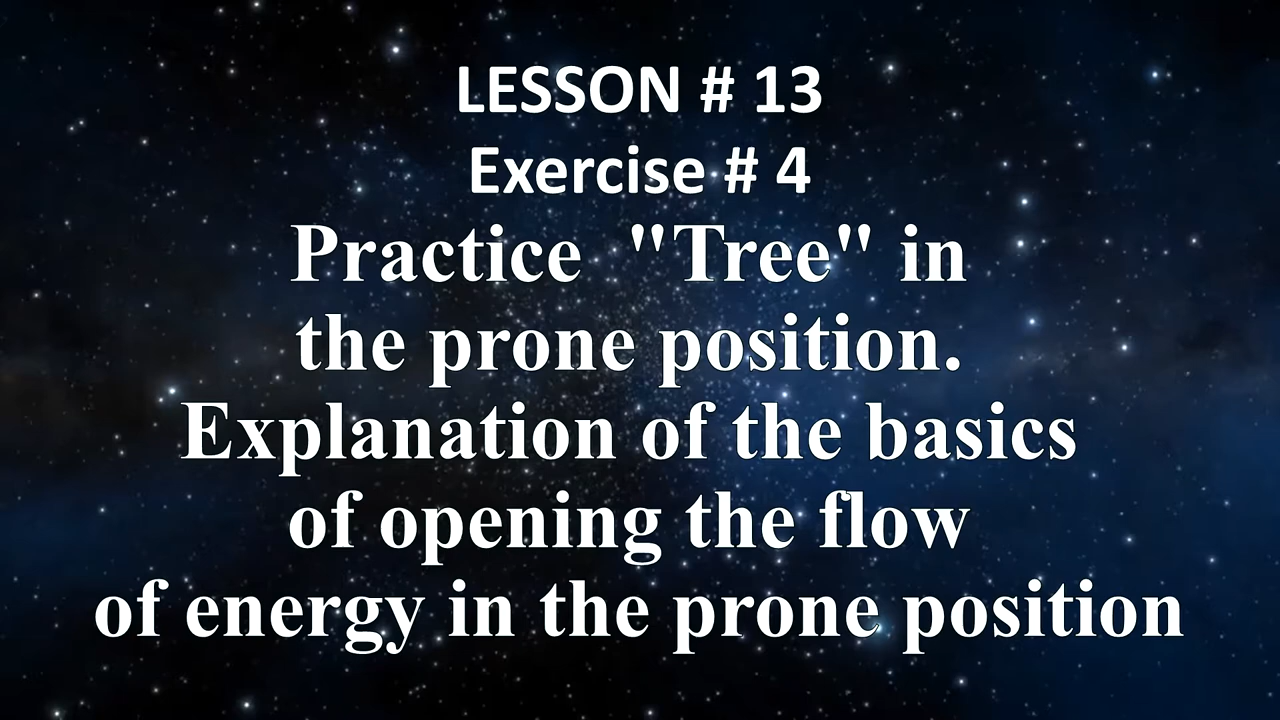 LESSON # 13
Exercise # 4
Practice "Tree" in
the prone position.
Explanation of the basics
of opening the flow
of energy in the prone position